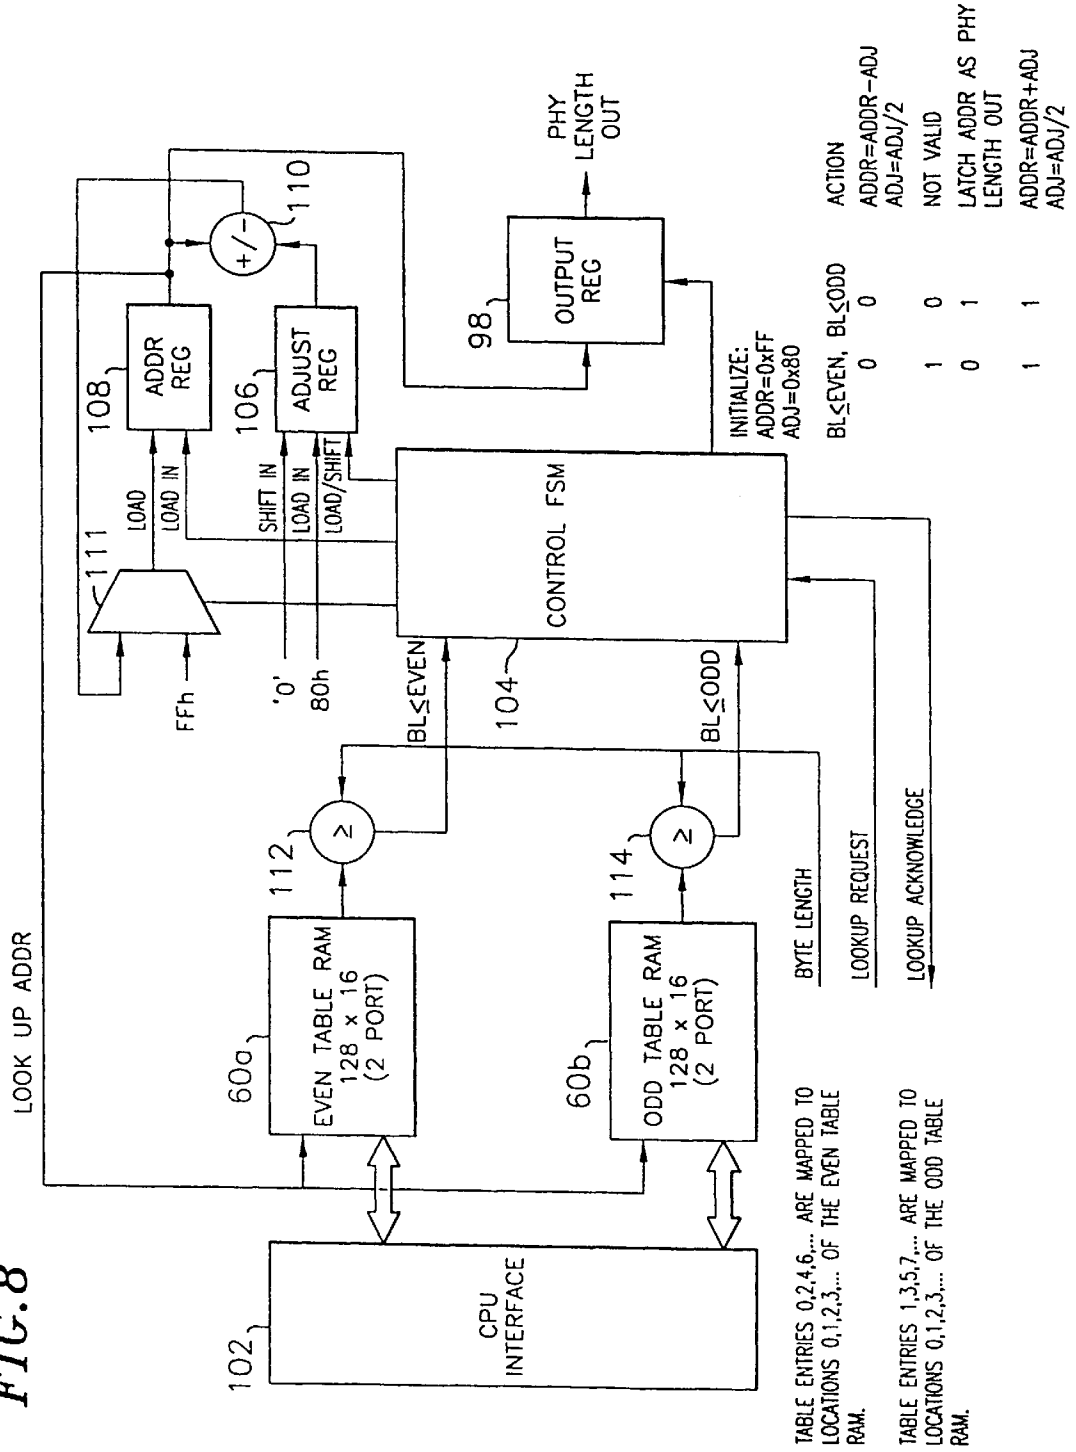 FIG. 8
LOOK UP ADDR
102
CPU
INTERFACE
60a
EVEN TABLE RAM
128 x 16
(2 PORT)
60b
ODD TABLE RAM
128 x 16
(2 PORT)
112
≥
114
≥
BL≤EVEN
BL≤ODD
BYTE LENGTH
LOOKUP REQUEST
LOOKUP ACKNOWLEDGE
104
CONTROL FSM
FFh
111
LOAD
LOAD IN
108
ADDR
REG
'0'
80h
SHIFT IN
LOAD IN
LOAD/SHIFT
106
ADJUST
REG
+/-
110
98
OUTPUT
REG
PHY
LENGTH
OUT
INITIALIZE:
ADDR=0xFF
ADJ=0x80
BL≤EVEN, BL≤ODD ACTION
0 0 ADDR=ADDR-ADJ
ADJ=ADJ/2
1 0 NOT VALID
0 1 LATCH ADDR AS PHY
LENGTH OUT
1 1 ADDR=ADDR+ADJ
ADJ=ADJ/2
TABLE ENTRIES 0,2,4,6,... ARE MAPPED TO
LOCATIONS 0,1,2,3,... OF THE EVEN TABLE
RAM.
TABLE ENTRIES 1,3,5,7,... ARE MAPPED TO
LOCATIONS 0,1,2,3,... OF THE ODD TABLE
RAM.